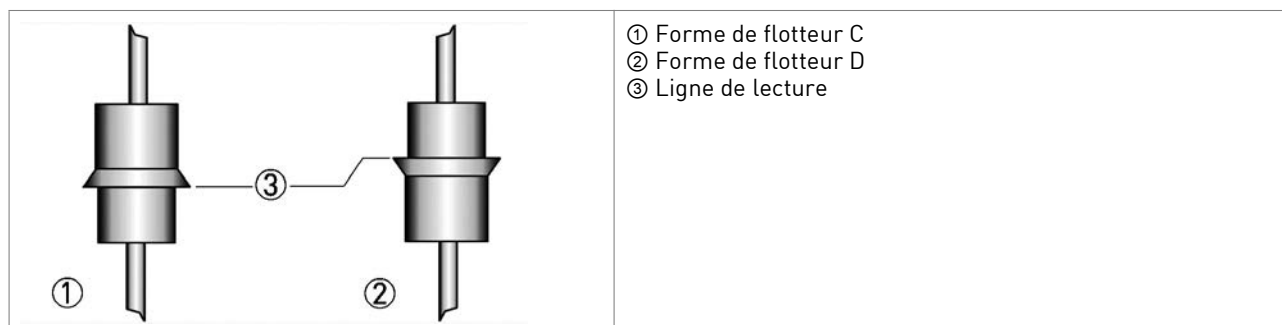 ① Forme de flotteur C
② Forme de flotteur D
③ Ligne de lecture
③
① ②